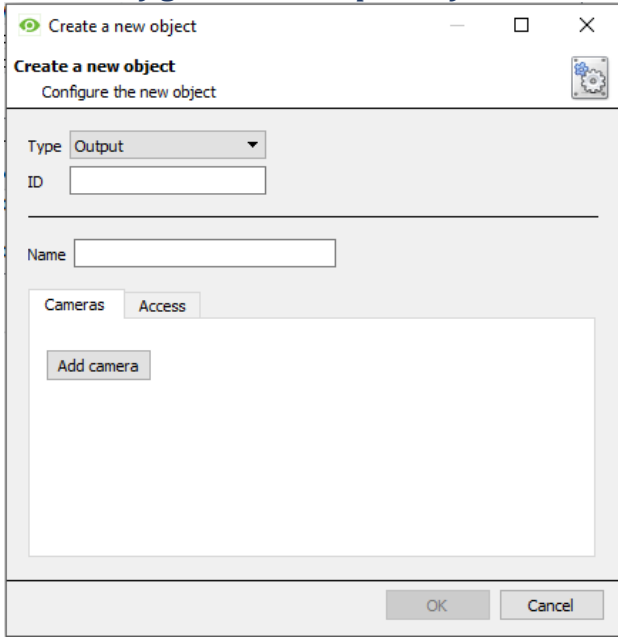 Create a new object
Create a new object
Configure the new object
Type Output
ID
Name
Cameras Access
Add camera
OK Cancel